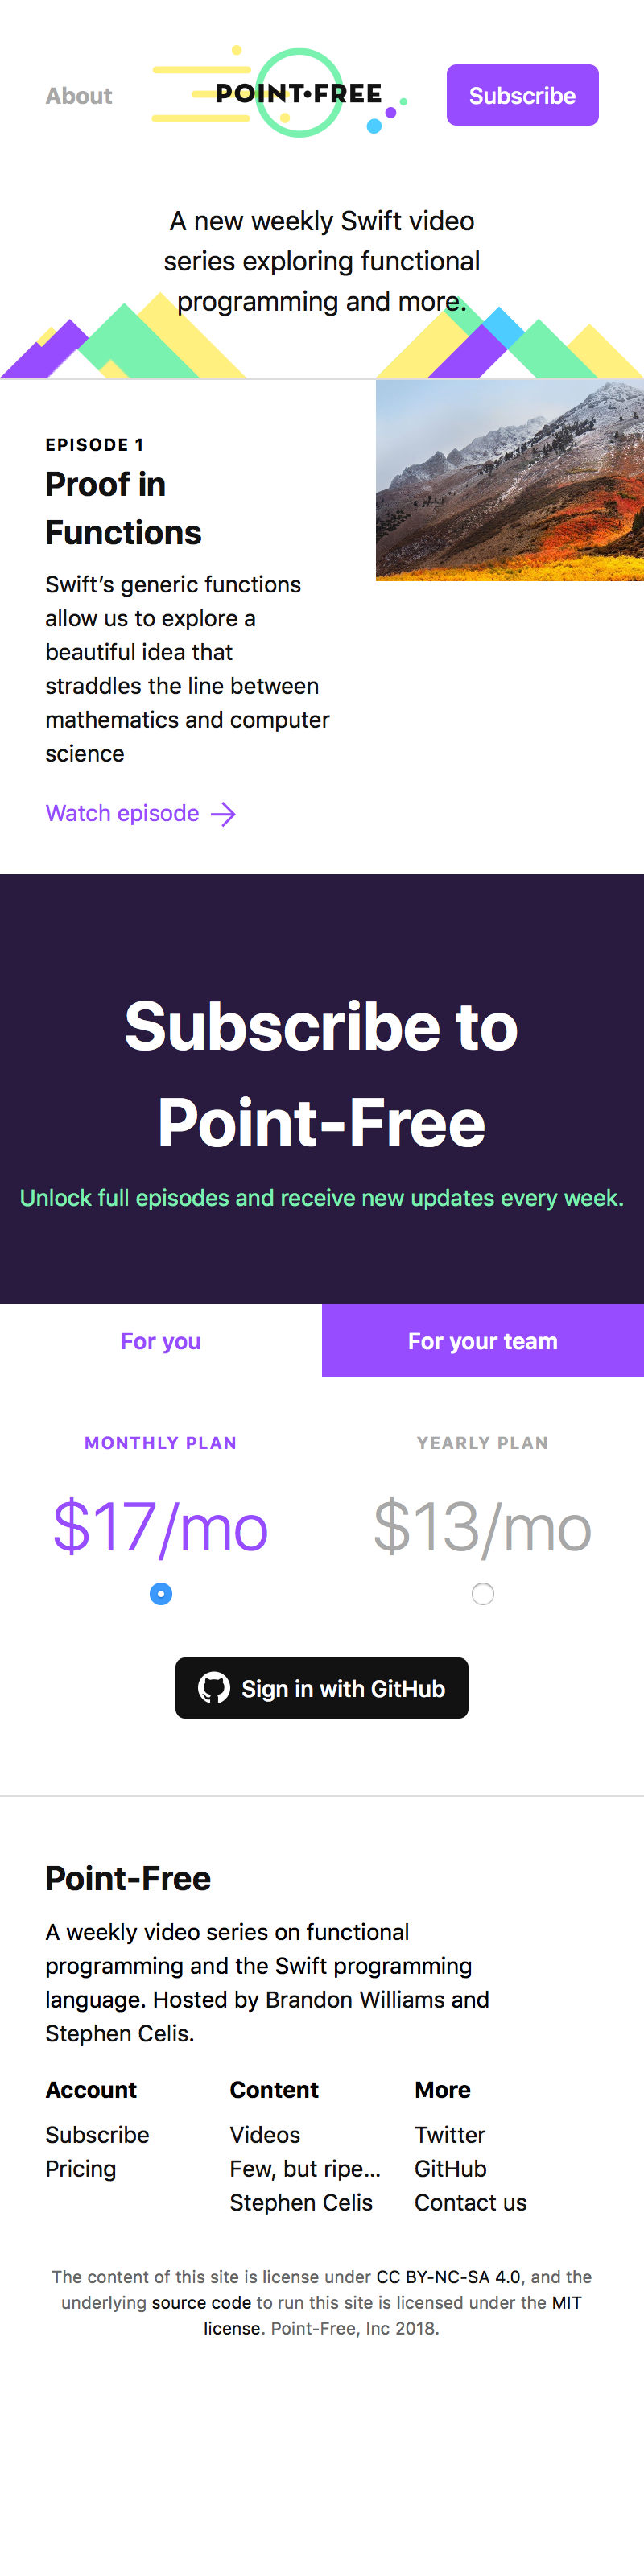 About
POINT•FREE
Subscribe
A new weekly Swift video
series exploring functional
programming and more.
EPISODE 1
Proof in
Functions
Swift’s generic functions
allow us to explore a
beautiful idea that
straddles the line between
mathematics and computer
science
Watch episode
Subscribe to
Point-Free
Unlock full episodes and receive new updates every week.
For you
For your team
MONTHLY PLAN
YEARLY PLAN
$17/mo
$13/mo
Sign in with GitHub
Point-Free
A weekly video series on functional
programming and the Swift programming
language. Hosted by Brandon Williams and
Stephen Celis.
Account
Subscribe
Pricing
Content
Videos
Few, but ripe...
Stephen Celis
More
Twitter
GitHub
Contact us
The content of this site is license under CC BY-NC-SA 4.0, and the
underlying source code to run this site is licensed under the MIT
license. Point-Free, Inc 2018.